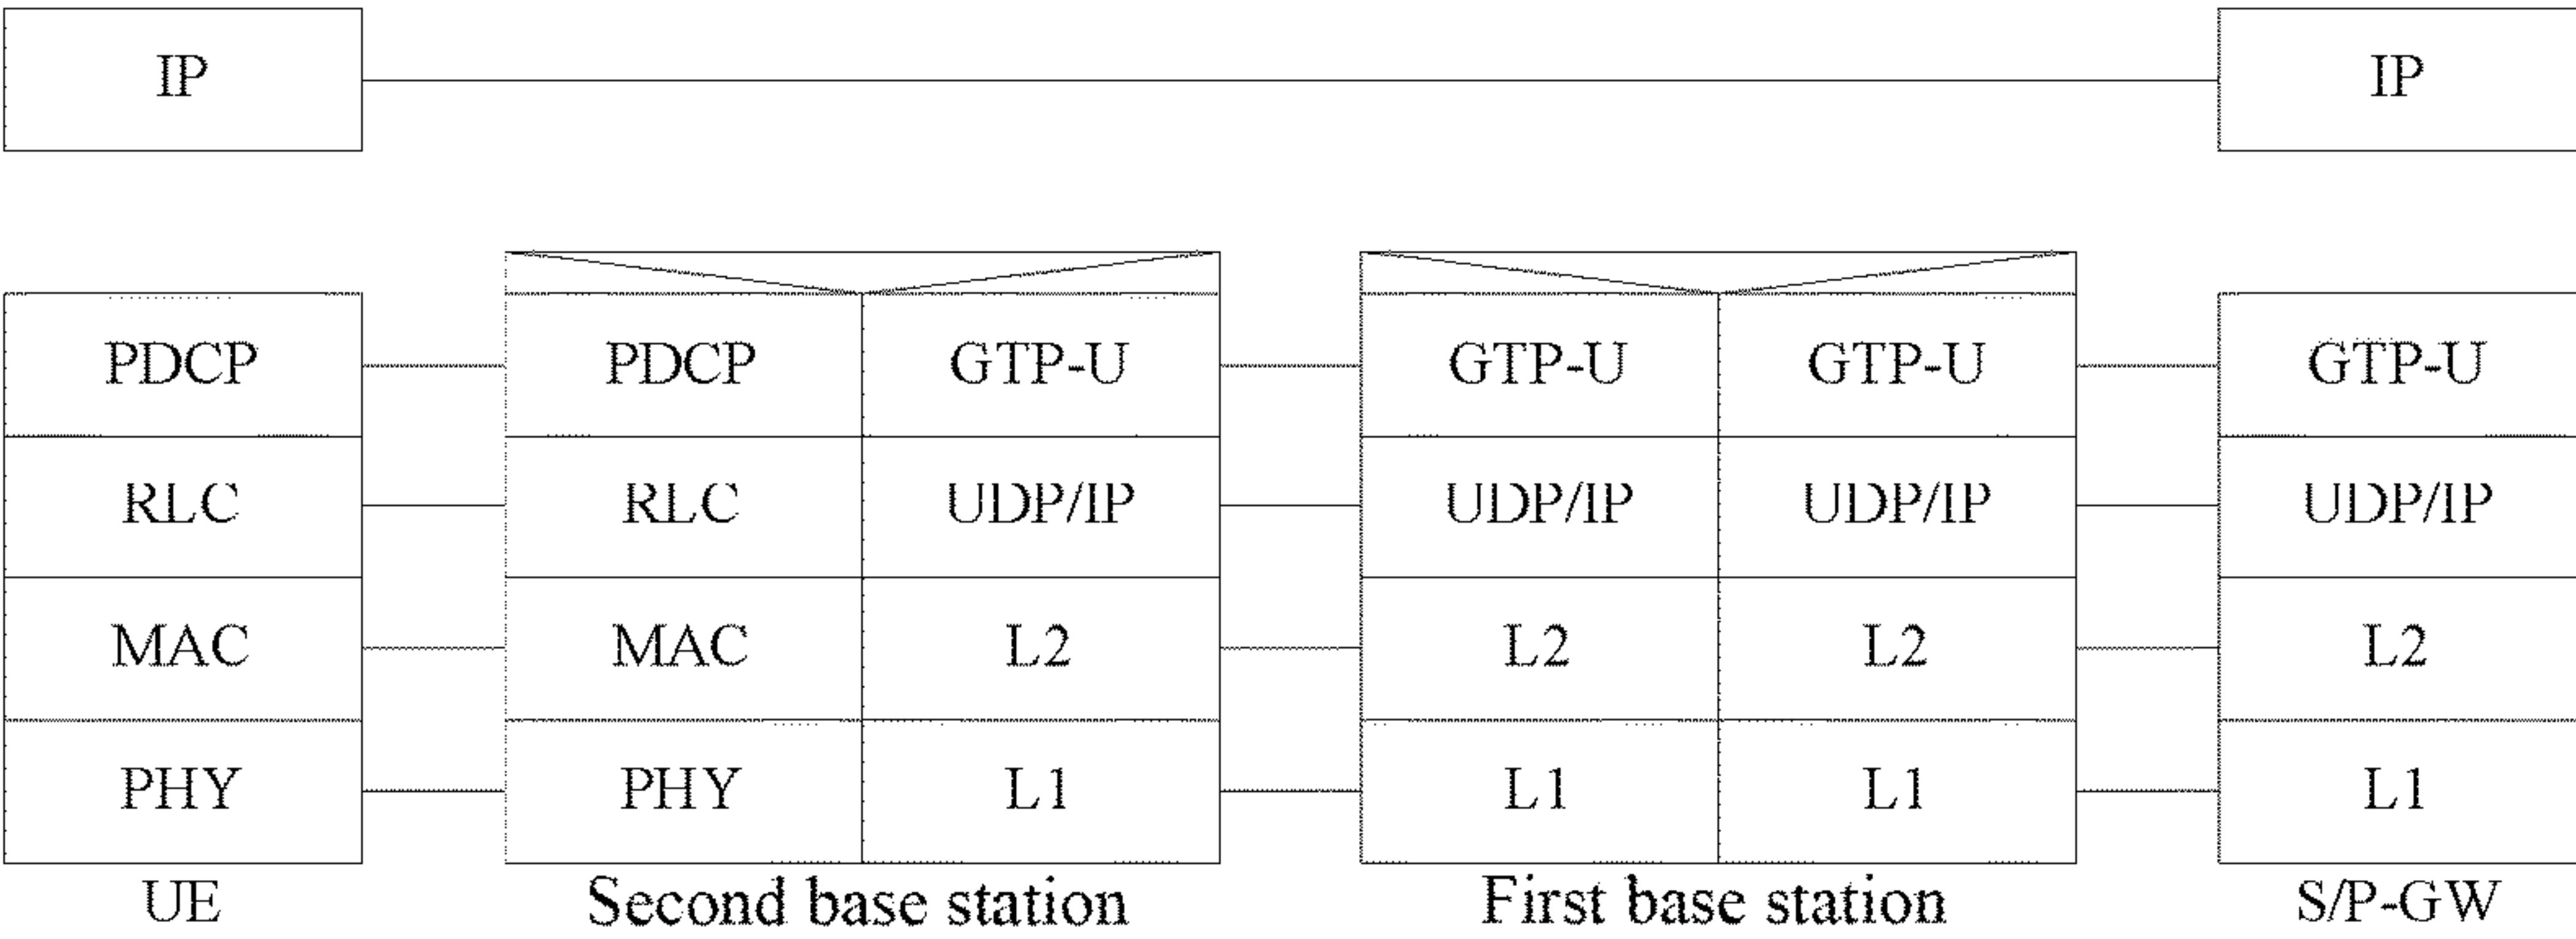 IP IP
PDCP PDCP GTP-U GTP-U GTP-U GTP-U
RLC RLC UDP/IP UDP/IP UDP/IP UDP/IP
MAC MAC L2 L2 L2 L2
PHY PHY L1 L1 L1 L1
UE Second base station First base station S/P-GW